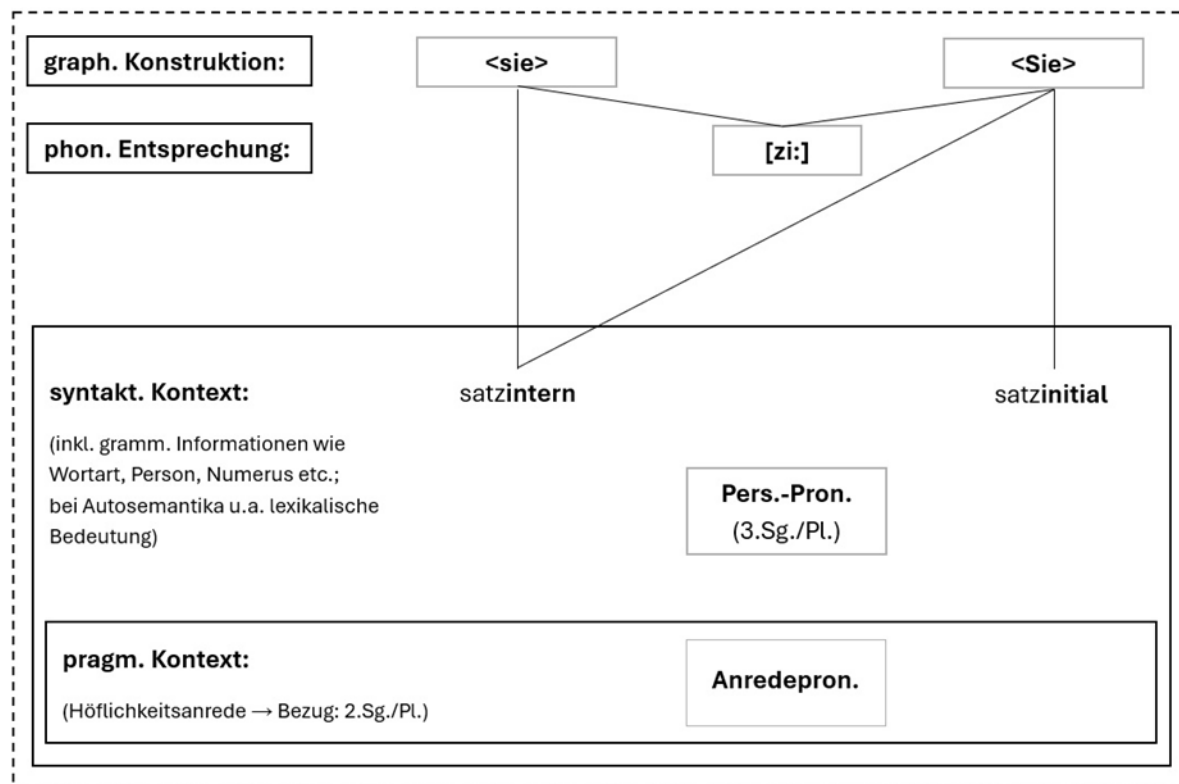 graph. Konstruktion:
<sie>
<Sie>
phon. Entsprechung:
[zi:]
syntakt. Kontext:
satzintern
satzinitial
(inkl. gramm. Informationen wie
Wortart, Person, Numerus etc.;
bei Autosemantika u.a. lexikalische
Bedeutung)
Pers.-Pron.
(3.Sg./Pl.)
pragm. Kontext:
(Höflichkeitsanrede → Bezug: 2.Sg./Pl.)
Anredepron.